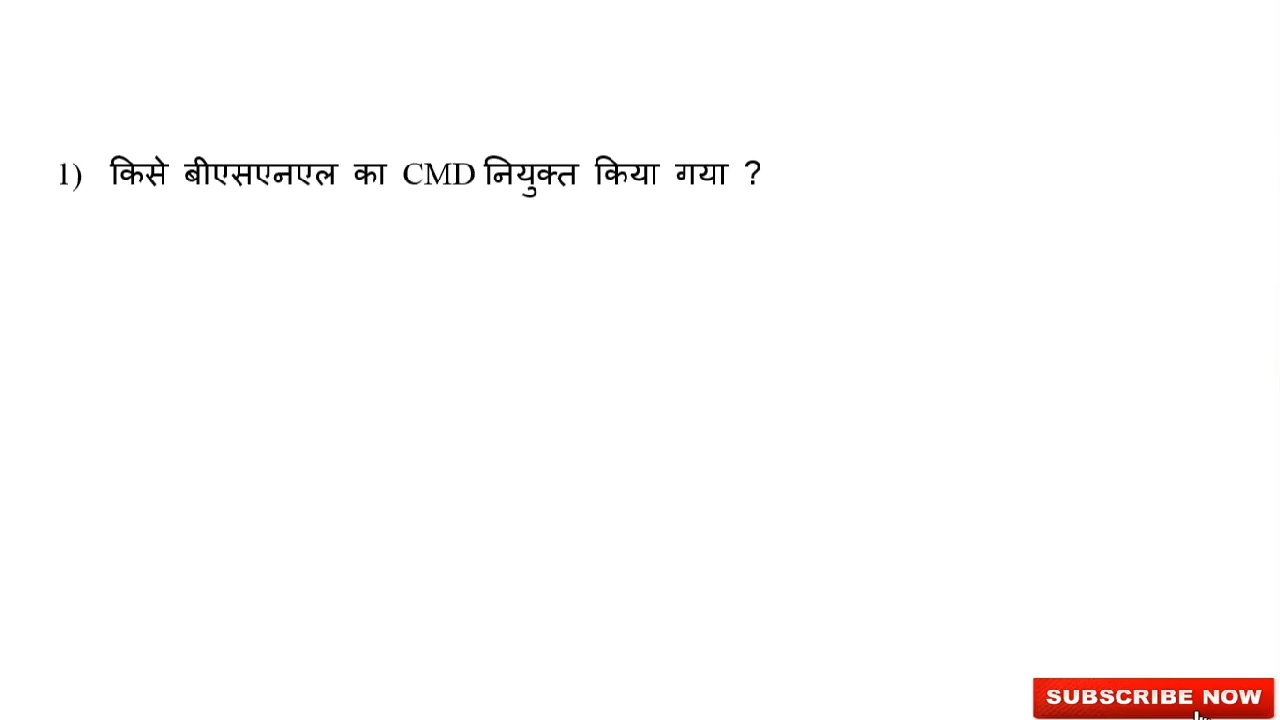 1) किसे बीएसएनएल का CMD नियुक्त किया गया ?
SUBSCRIBE NOW